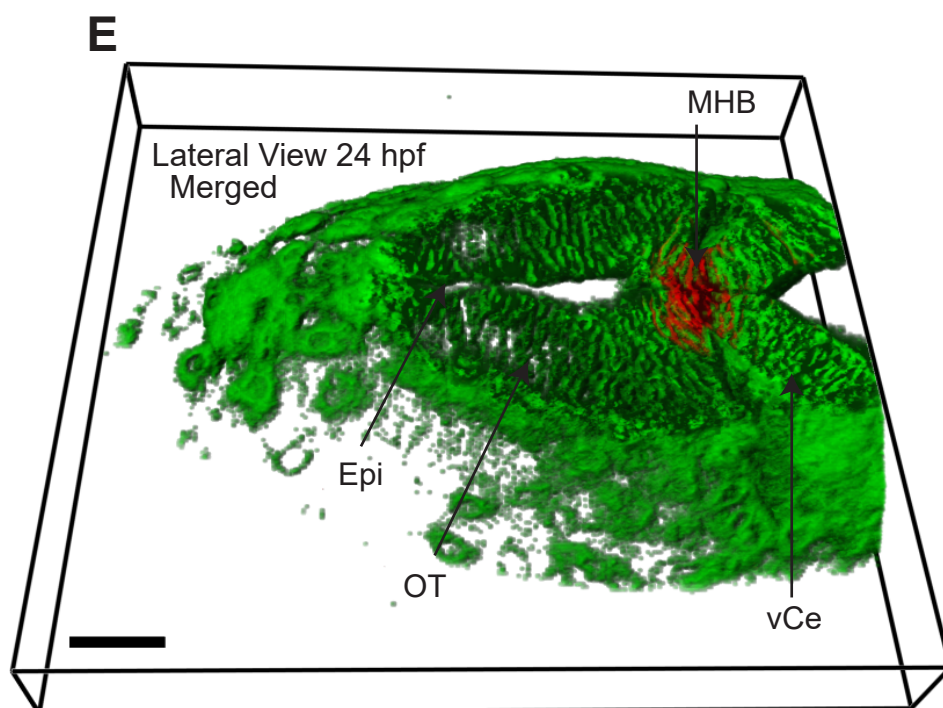 E
MHB
Lateral View 24 hpf
Merged
Epi
OT
vCe